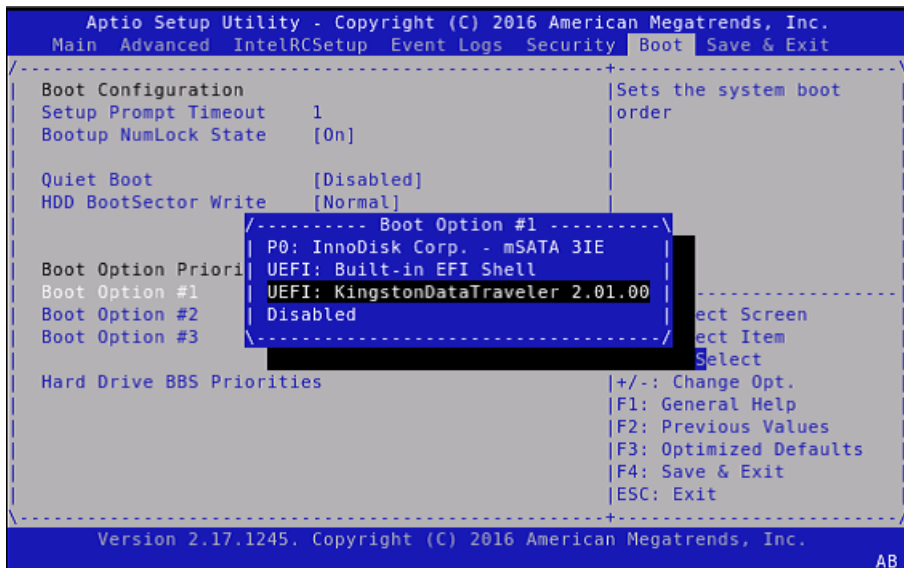 Aptio Setup Utility - Copyright (C) 2016 American Megatrends, Inc.
Main Advanced IntelRCSetup Event Logs Security Boot Save & Exit
Boot Configuration
Setup Prompt Timeout 1
Bootup NumLock State [On]
Quiet Boot [Disabled]
HDD BootSector Write [Normal]
Boot Option Priori
Boot Option #1
Boot Option #2
Boot Option #3
Hard Drive BBS Priorities
Boot Option #1
P0: InnoDisk Corp. - mSATA 3IE
UEFI: Built-in EFI Shell
UEFI: KingstonDataTraveler 2.01.00
Disabled
Sets the system boot
order
ect Screen
ect Item
Select
+/-: Change Opt.
F1: General Help
F2: Previous Values
F3: Optimized Defaults
F4: Save & Exit
ESC: Exit
Version 2.17.1245. Copyright (C) 2016 American Megatrends, Inc.
AB